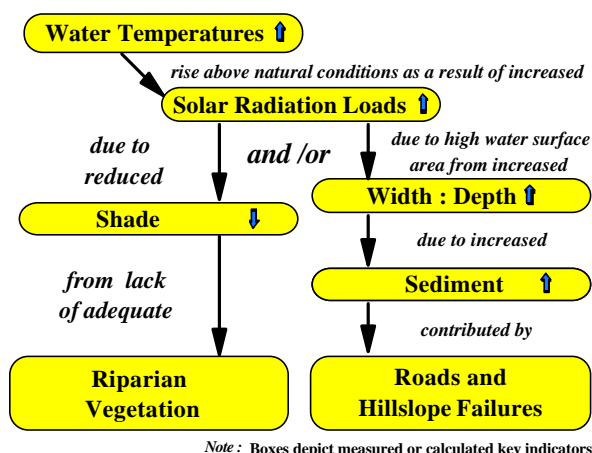 Water Temperatures
rise above natural conditions as a result of increased
Solar Radiation Loads
due to
reduced
and /or
due to high water surface
area from increased
Shade
Width : Depth
due to increased
from lack
of adequate
Sediment
contributed by
Riparian
Vegetation
Roads and
Hillslope Failures
Note : Boxes depict measured or calculated key indicators